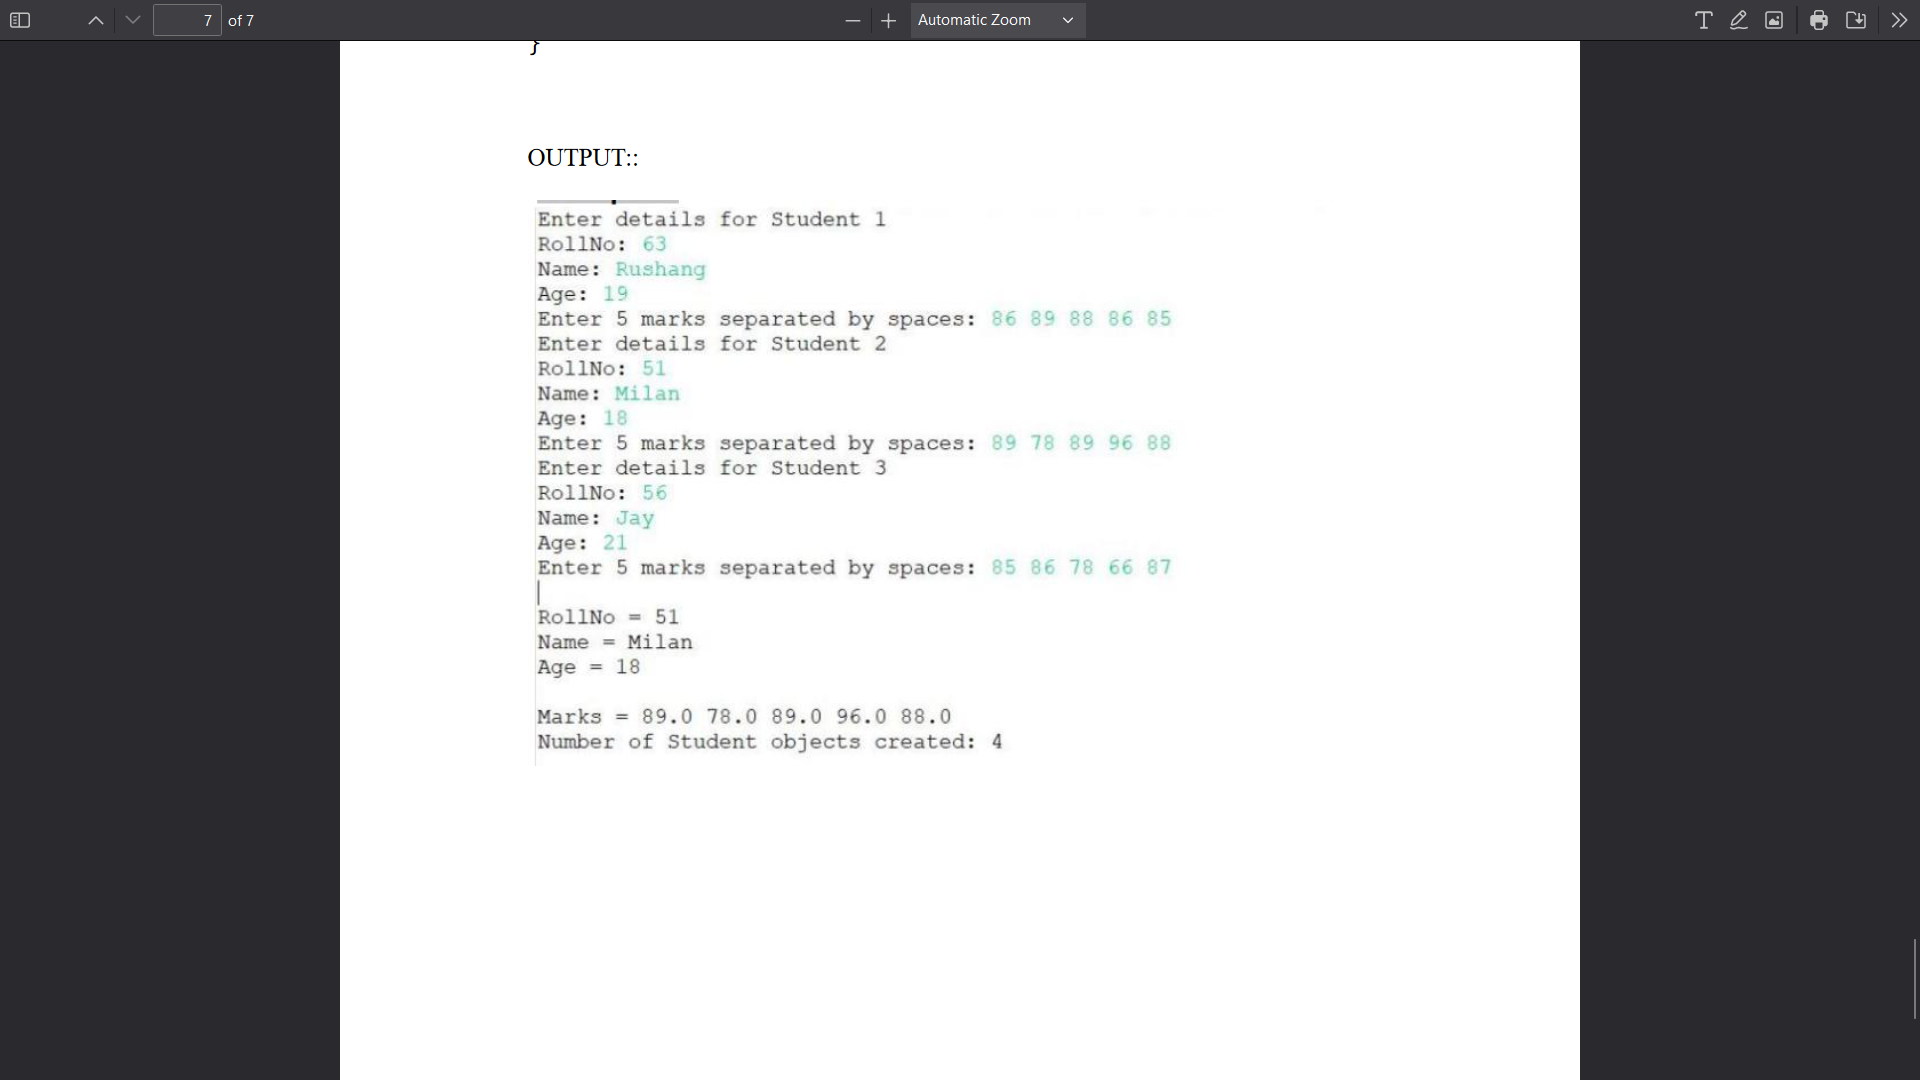 7 of 7
Automatic Zoom
}
OUTPUT::
Enter details for Student 1
RollNo: 63
Name: Rushang
Age: 19
Enter 5 marks separated by spaces: 86 89 88 86 85
Enter details for Student 2
RollNo: 51
Name: Milan
Age: 18
Enter 5 marks separated by spaces: 89 78 89 96 88
Enter details for Student 3
RollNo: 56
Name: Jay
Age: 21
Enter 5 marks separated by spaces: 85 86 78 66 87
RollNo = 51
Name = Milan
Age = 18
Marks = 89.0 78.0 89.0 96.0 88.0
Number of Student objects created: 4